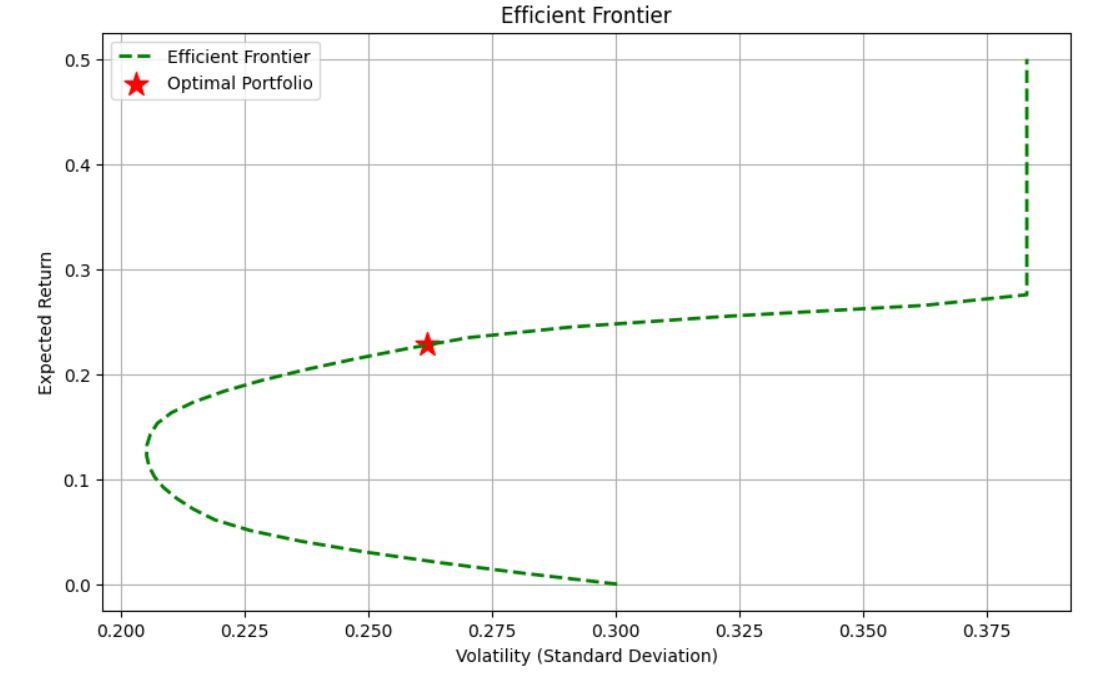 Efficient Frontier
Efficient Frontier
Optimal Portfolio
0.5
0.4
0.3
0.2
0.1
0.0
Expected Return
0.200 0.225 0.250 0.275 0.300 0.325 0.350 0.375
Volatility (Standard Deviation)